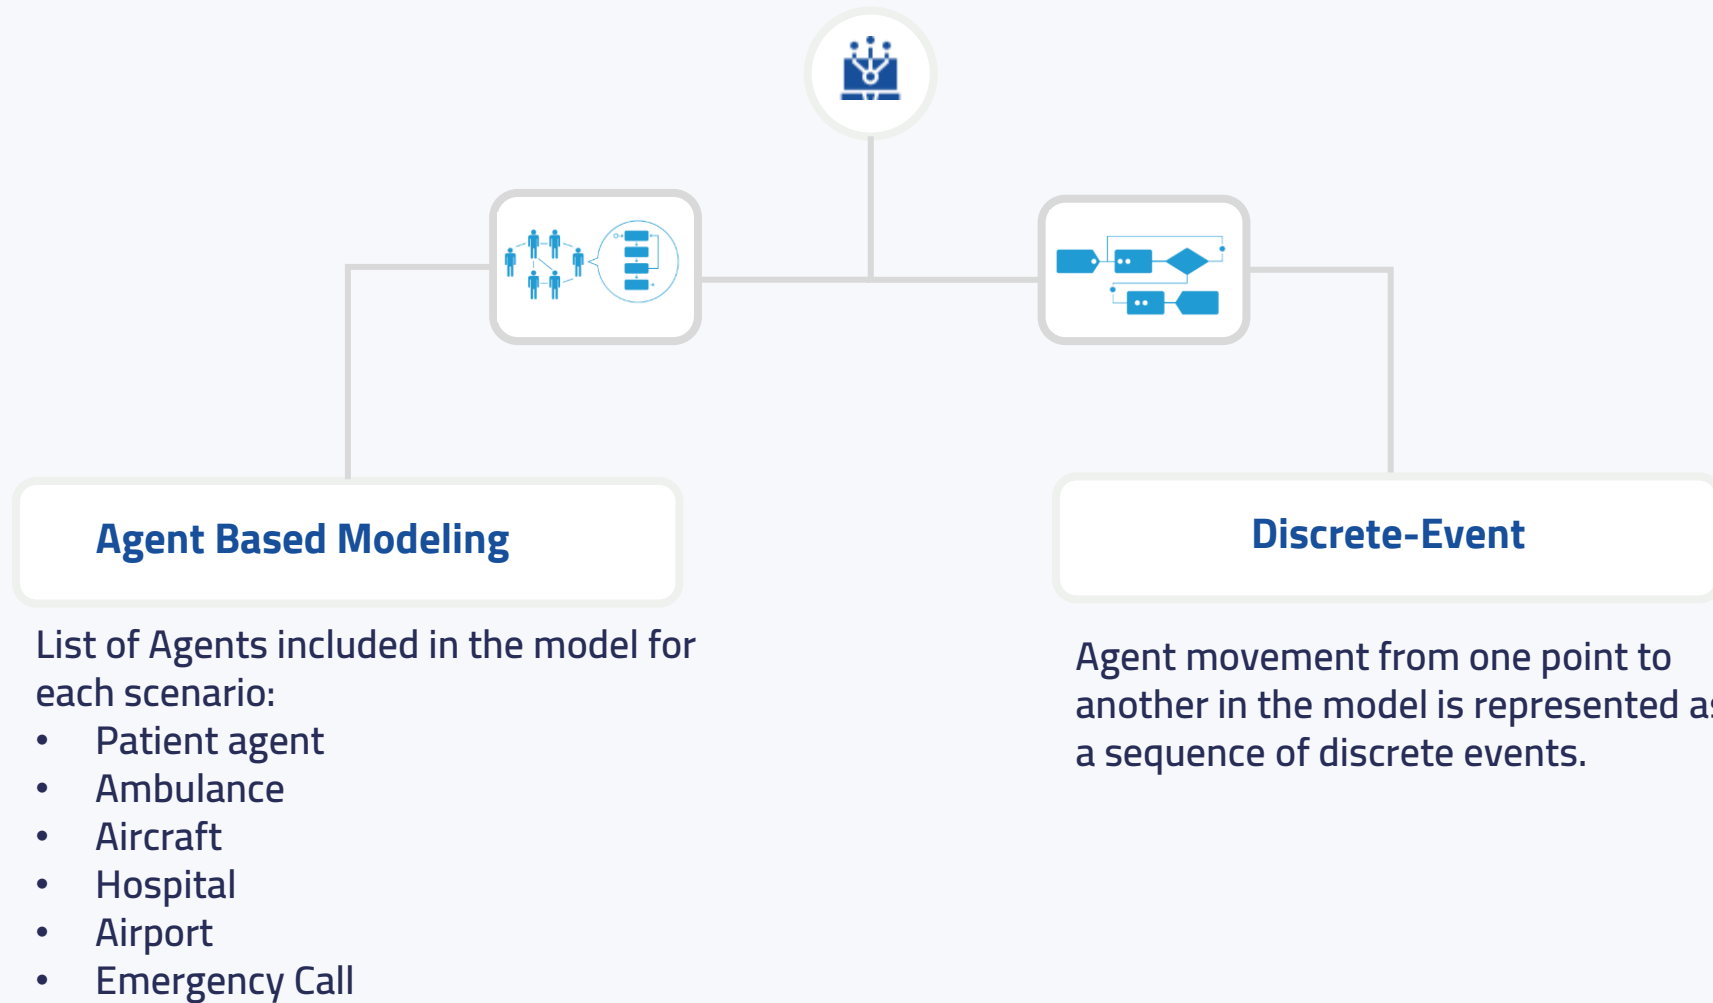 Agent Based Modeling
List of Agents included in the model for
each scenario:
• Patient agent
• Ambulance
• Aircraft
• Hospital
• Airport
• Emergency Call
Discrete-Event
Agent movement from one point to
another in the model is represented as
a sequence of discrete events.